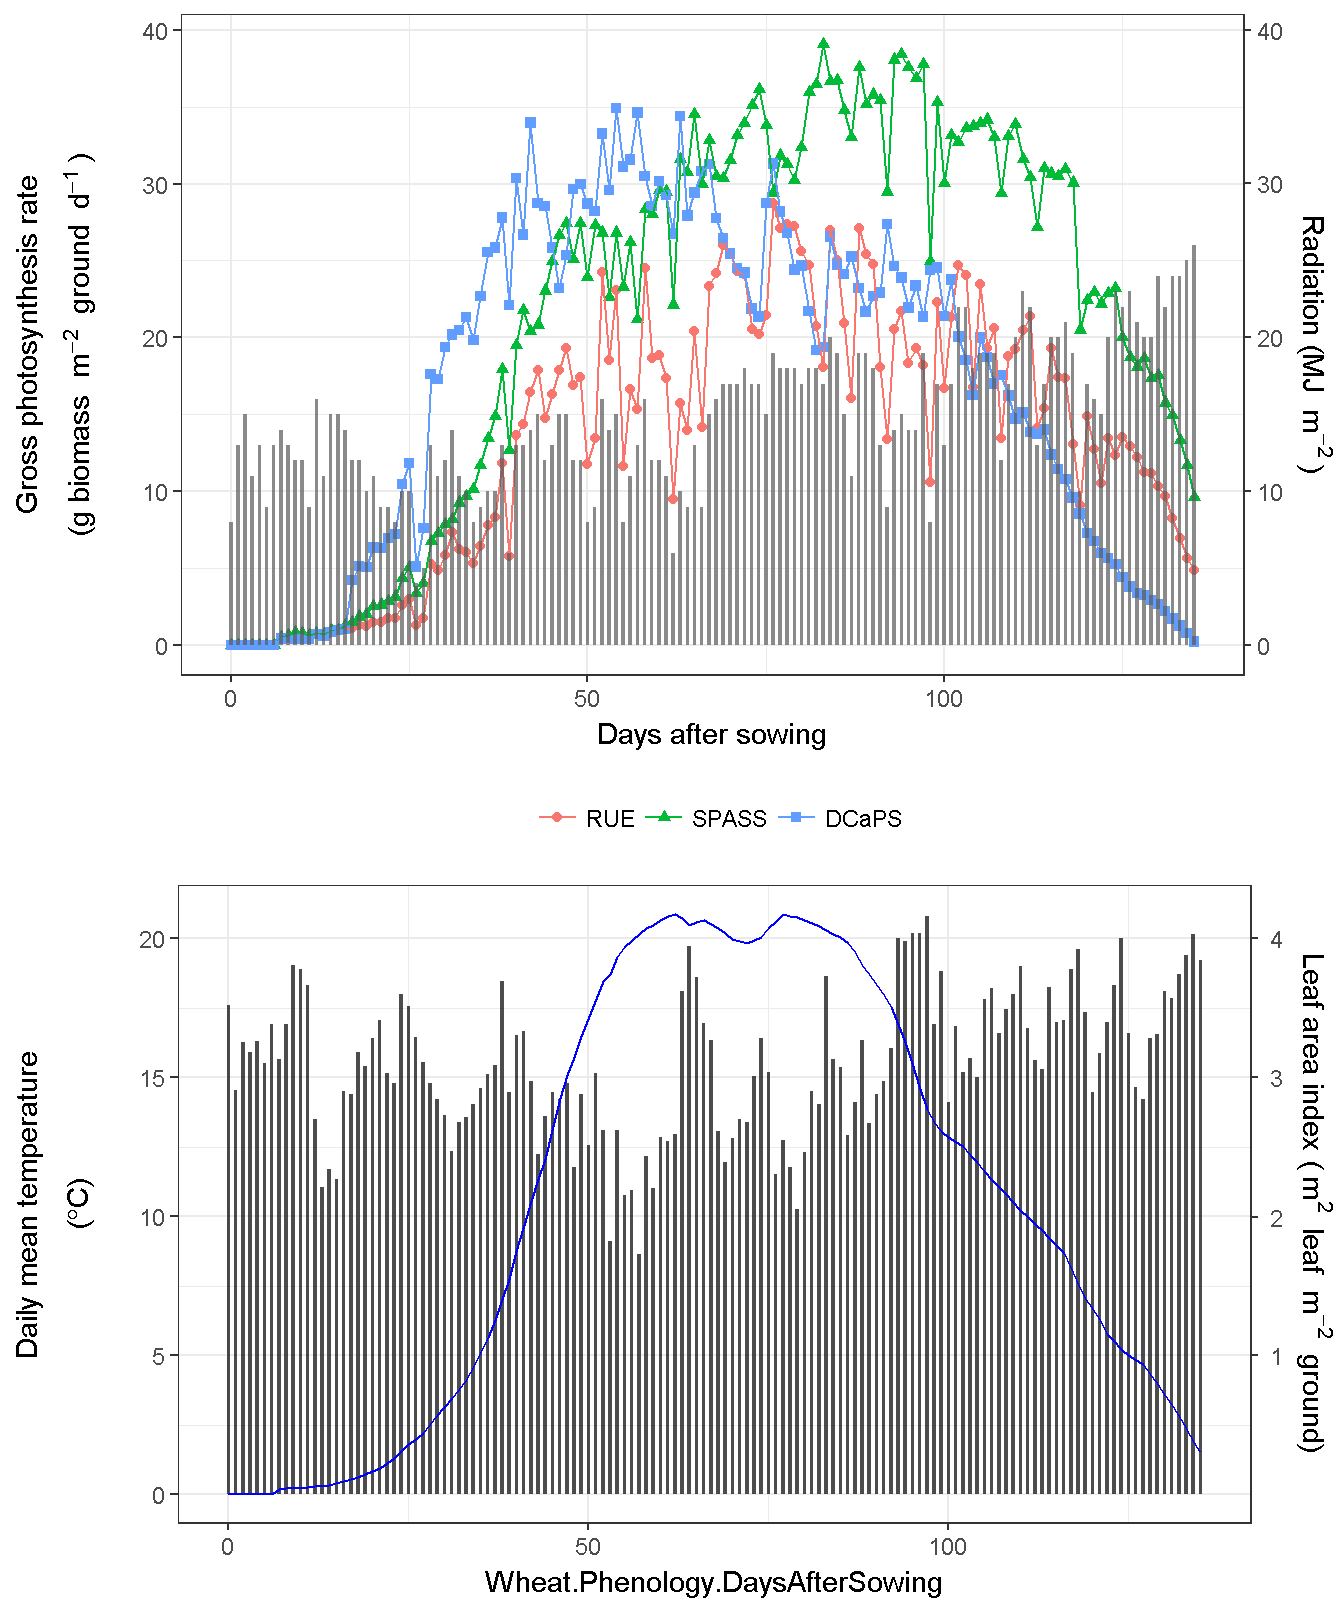 40
30
20
10
0
Gross photosynthesis rate
(g biomass m−2 ground d−1)
40
30
20
10
0
Radiation (MJ m−2)
0
50
100
Days after sowing
RUE
SPASS
DCaPS
20
15
10
5
0
Daily mean temperature
(°C)
4
3
2
1
Leaf area index (m2 leaf m−2 ground)
0
50
100
Wheat.Phenology.DaysAfterSowing